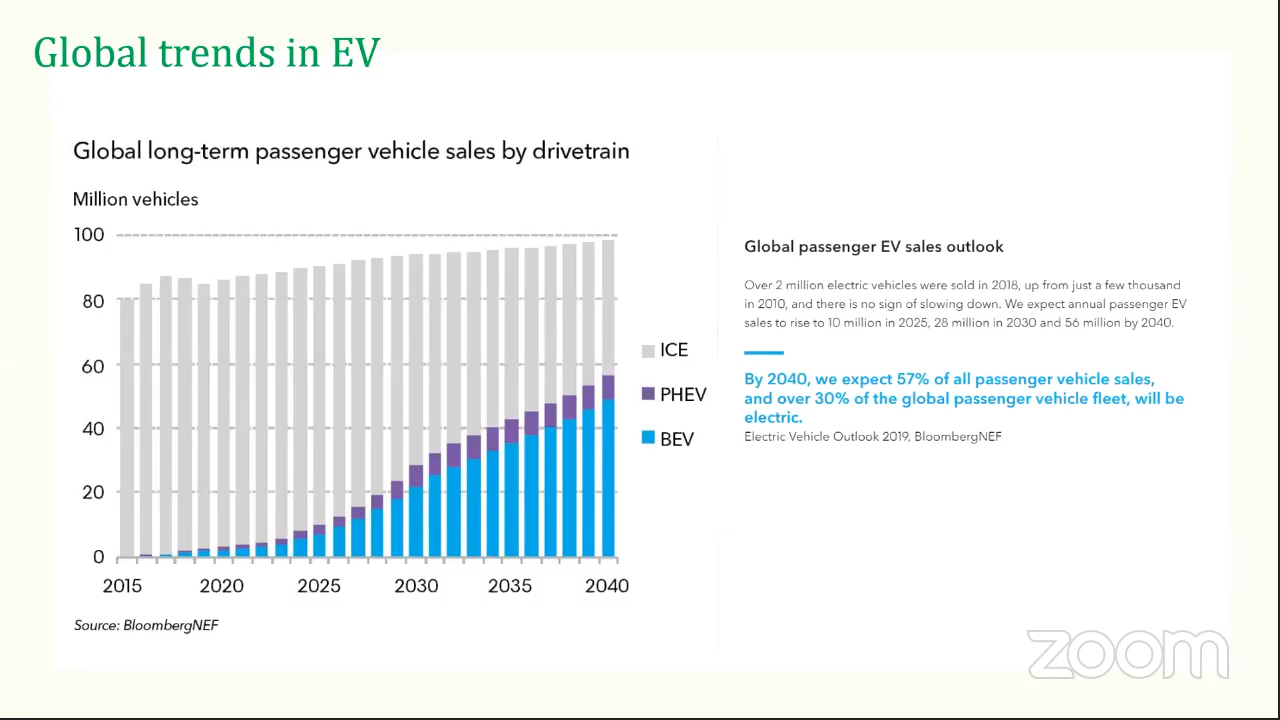 Global trends in EV
Global long-term passenger vehicle sales by drivetrain
Million vehicles
100
80
60
40
20
0
2015 2020 2025 2030 2035 2040
ICE
PHEV
BEV
Source: BloombergNEF
Global passenger EV sales outlook
Over 2 million electric vehicles were sold in 2018, up from just a few thousand
in 2010, and there is no sign of slowing down. We expect annual passenger EV
sales to rise to 10 million in 2025, 28 million in 2030 and 56 million by 2040.
By 2040, we expect 57% of all passenger vehicle sales,
and over 30% of the global passenger vehicle fleet, will be
electric.
Electric Vehicle Outlook 2019, BloombergNEF
zoom